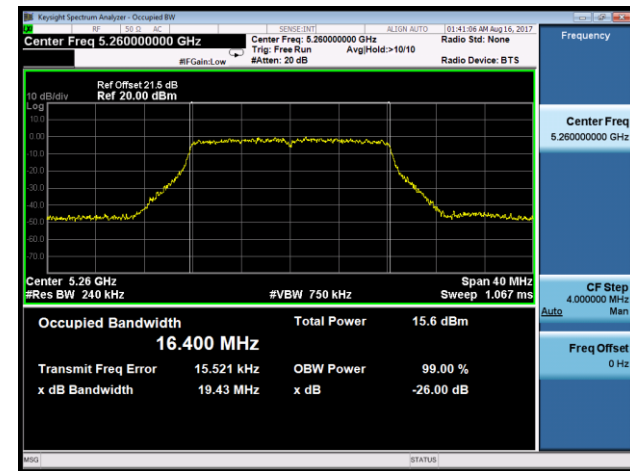 Keysight Spectrum Analyzer - Occupied BW
RF 50 Ω AC SENSE:INT ALIGN AUTO 01:41:06 AM Aug 16, 2017
Center Freq 5.260000000 GHz Center Freq: 5.260000000 GHz Radio Std: None Frequency
Trig: Free Run Avg|Hold:>10/10
#IFGain:Low #Atten: 20 dB Radio Device: BTS
Ref Offset 21.5 dB
10 dB/div Ref 20.00 dBm
Log
10.0
0.00
-10.0
-20.0
-30.0
-40.0
-50.0
-60.0
-70.0
Center Freq
5.260000000 GHz
Center 5.26 GHz Span 40 MHz
#Res BW 240 kHz #VBW 750 kHz Sweep 1.067 ms
CF Step
4.000000 MHz
Auto Man
Occupied Bandwidth Total Power 15.6 dBm
16.400 MHz
Transmit Freq Error 15.521 kHz OBW Power 99.00 %
x dB Bandwidth 19.43 MHz x dB -26.00 dB
Freq Offset
0 Hz
MSG STATUS